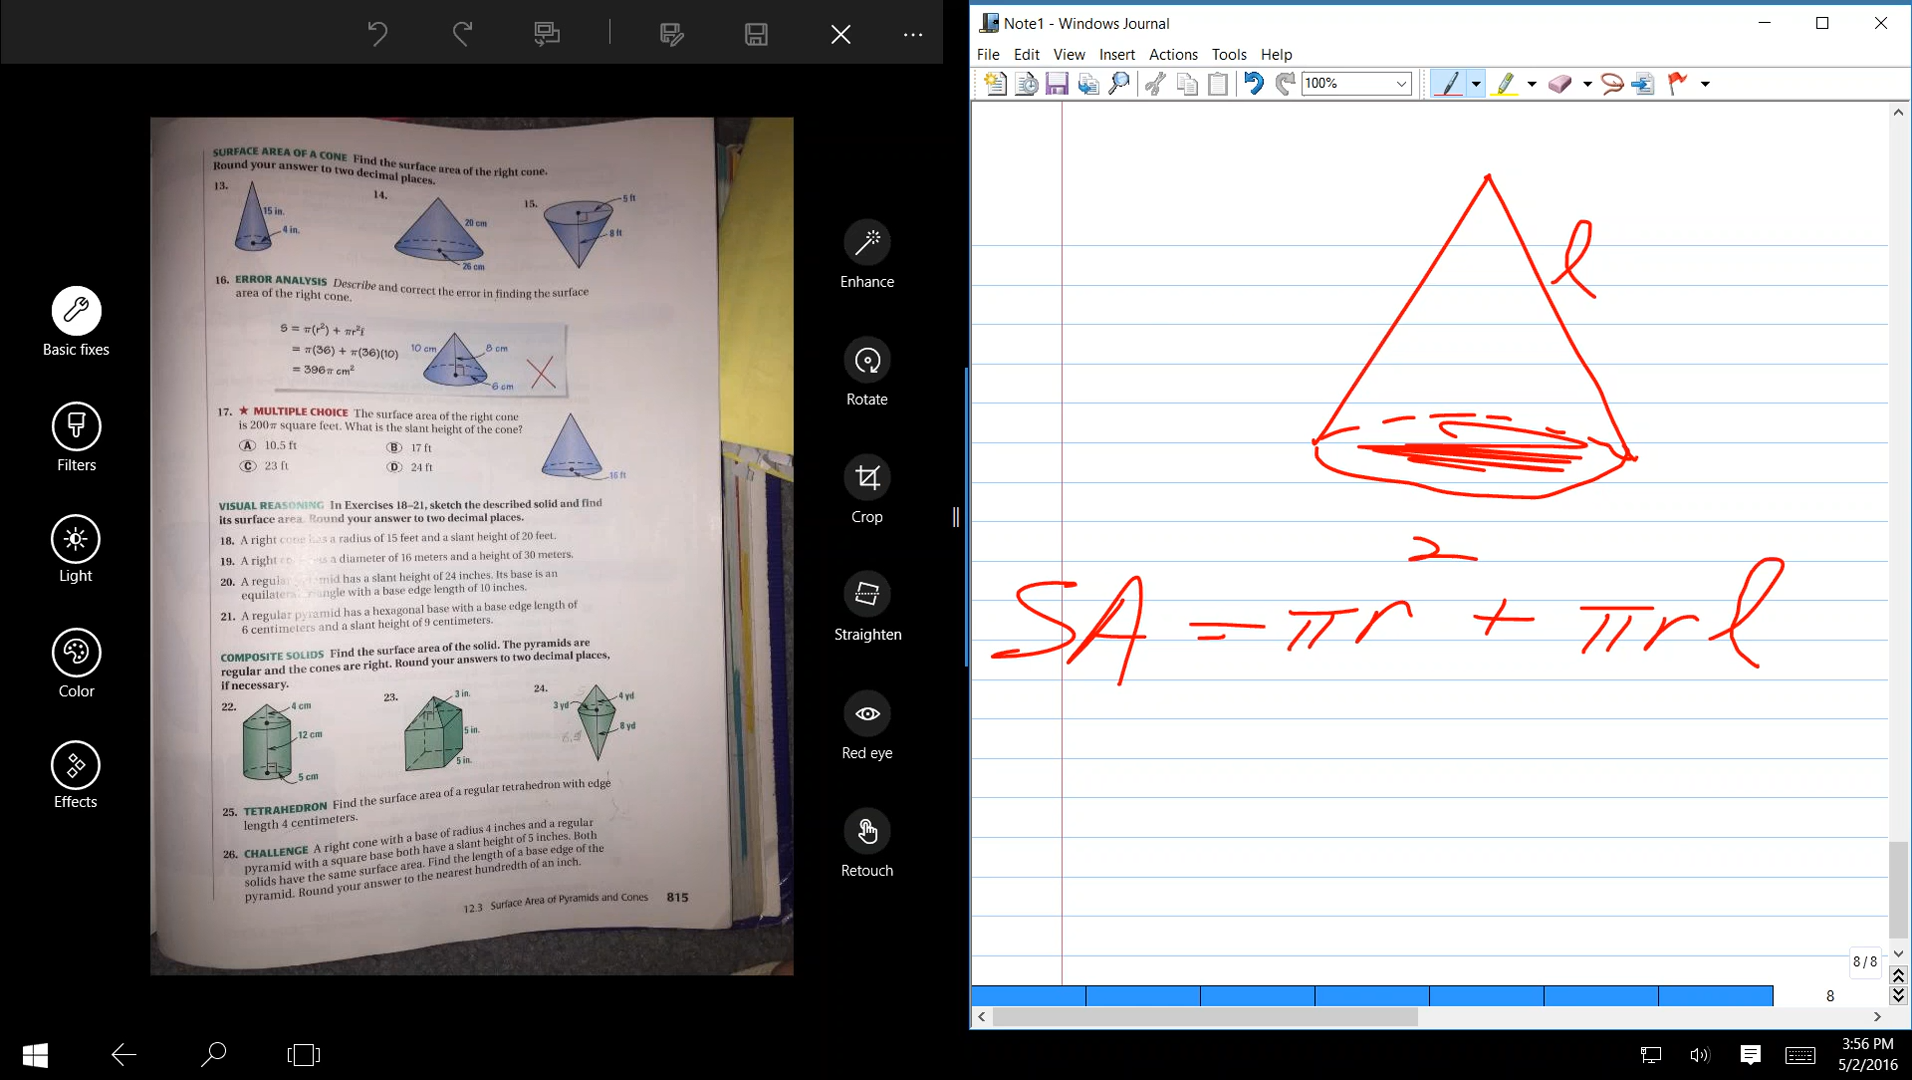 Note1 - Windows Journal
File Edit View Insert Actions Tools Help
100%
Basic fixes
Filters
Light
Color
Effects
Enhance
Rotate
Crop
Straighten
Red eye
Retouch
SURFACE AREA OF A CONE Find the surface area of the right cone.
Round your answer to two decimal places.
13.
15 in.
4 in.
14.
20 cm
26 cm
15.
5 ft
8 ft
16. ERROR ANALYSIS Describe and correct the error in finding the surface
area of the right cone.
S = π(r²) + πr²ℓ
= π(36) + π(36)(10)
= 396π cm²
10 cm
8 cm
6 cm
17. ★ MULTIPLE CHOICE The surface area of the right cone
is 200π square feet. What is the slant height of the cone?
A 10.5 ft
B 17 ft
C 23 ft
D 24 ft
16 ft
VISUAL REASONING In Exercises 18–21, sketch the described solid and find
its surface area. Round your answer to two decimal places.
18. A right cone has a radius of 15 feet and a slant height of 20 feet.
19. A right a diameter of 16 meters and a height of 30 meters.
20. A regular pyramid has a slant height of 24 inches. Its base is an
equilateral triangle with a base edge length of 10 inches.
21. A regular pyramid has a hexagonal base with a base edge length of
6 centimeters and a slant height of 9 centimeters.
COMPOSITE SOLIDS Find the surface area of the solid. The pyramids are
regular and the cones are right. Round your answers to two decimal places,
if necessary.
22.
4 cm
12 cm
5 cm
23.
3 in.
5 in.
5 in.
24.
3 yd
4 yd
8 yd
25. TETRAHEDRON Find the surface area of a regular tetrahedron with edge
length 4 centimeters.
26. CHALLENGE A right cone with a base of radius 4 inches and a regular
pyramid with a square base both have a slant height of 5 inches. Both
solids have the same surface area. Find the length of a base edge of the
pyramid. Round your answer to the nearest hundredth of an inch.
12.3 Surface Area of Pyramids and Cones 815
ℓ
SA = πr² + πrℓ
8 / 8
8
3:56 PM
5/2/2016